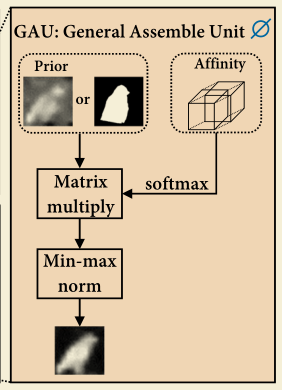 GAU: General Assemble Unit ∅
Prior
Affinity
or
softmax
Matrix
multiply
Min-max
norm